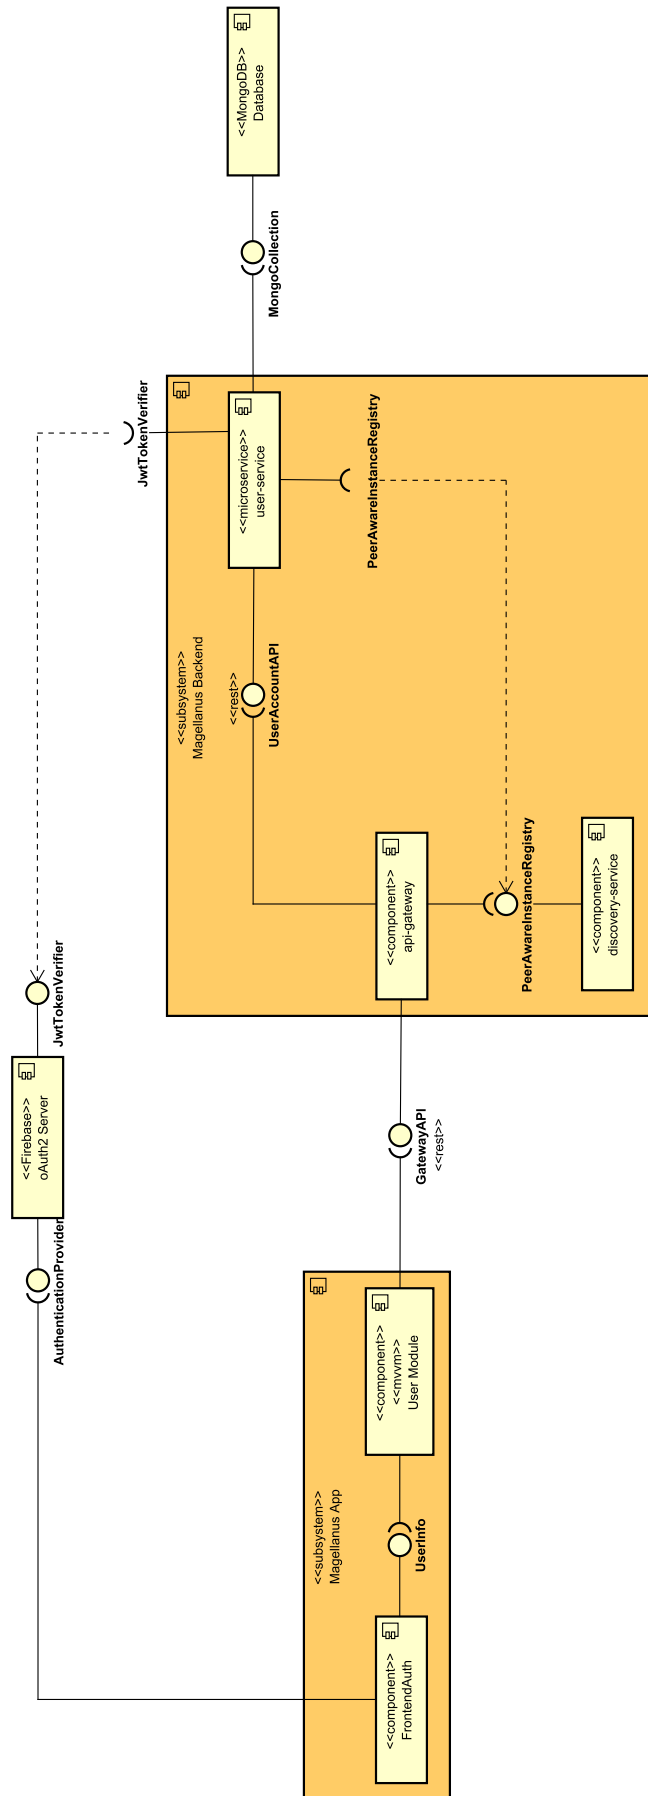 <<MongoDB>>
Database
MongoCollection
JwtTokenVerifier
<<microservice>>
user-service
PeerAwareInstanceRegistry
<<subsystem>>
Magellanus Backend
<<rest>>
UserAccountAPI
<<component>>
api-gateway
PeerAwareInstanceRegistry
<<component>>
discovery-service
JwtTokenVerifier
<<Firebase>>
oAuth2 Server
AuthenticationProvider
GatewayAPI
<<rest>>
<<component>>
<<mvvm>>
User Module
<<subsystem>>
Magellanus App
UserInfo
<<component>>
FrontendAuth